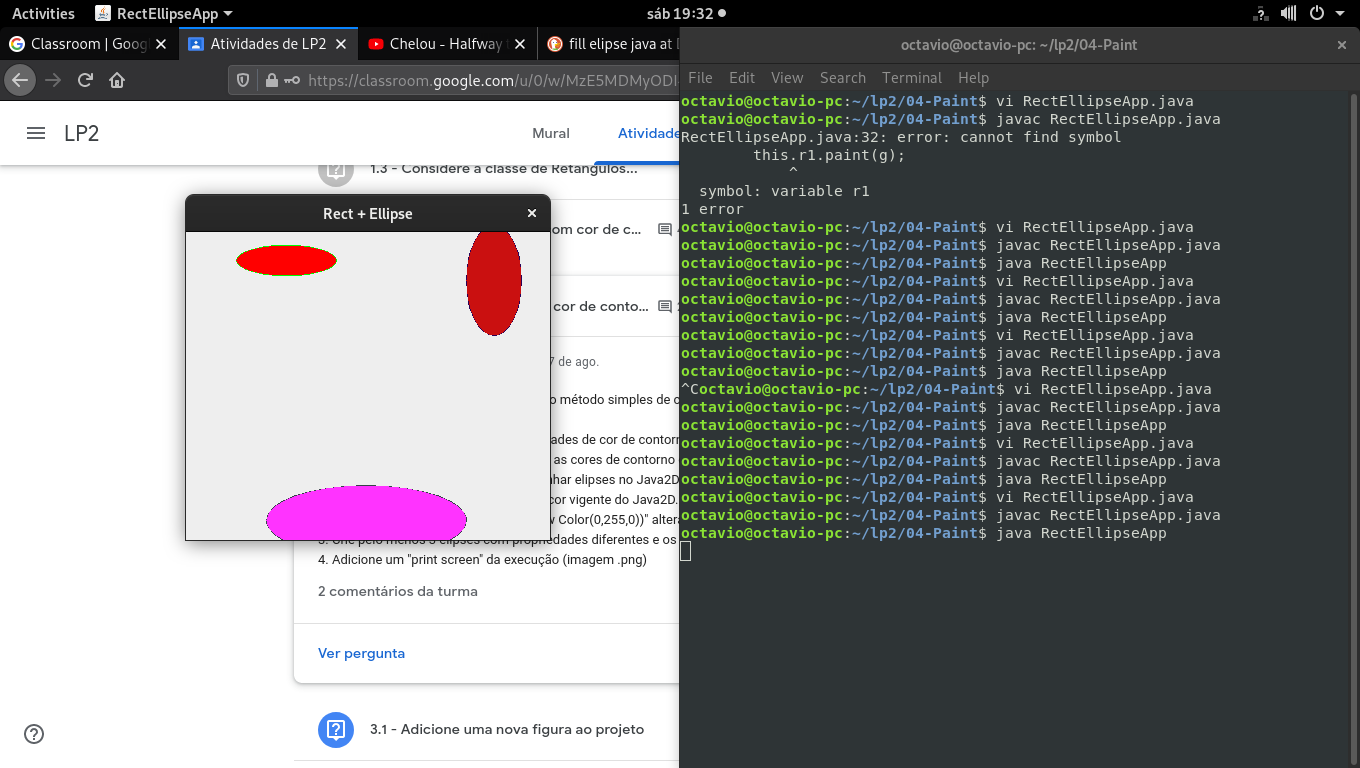 Activities RectEllipseApp sáb 19:32
Classroom | Goog
Atividades de LP2
Chelou - Halfway
fill elipse java at
https://classroom.google.com/u/0/w/MzE5MDMyODI
LP2
Mural
Atividade
1.3 - Considere a classe de Retângulos...
Rect + Ellipse
om cor de c...
cor de conto...
7 de ago.
o método simples de
ades de cor de contorn
as cores de contorno
nhar elipses no Java2D
cor vigente do Java2D.
w Color(0,255,0))" altera
4. Adicione um "print screen" da execução (imagem .png)
2 comentários da turma
Ver pergunta
3.1 - Adicione uma nova figura ao projeto
octavio@octavio-pc: ~/lp2/04-Paint
File Edit View Search Terminal Help
octavio@octavio-pc:~/lp2/04-Paint$ vi RectEllipseApp.java
octavio@octavio-pc:~/lp2/04-Paint$ javac RectEllipseApp.java
RectEllipseApp.java:32: error: cannot find symbol
this.r1.paint(g);
^
symbol: variable r1
1 error
octavio@octavio-pc:~/lp2/04-Paint$ vi RectEllipseApp.java
octavio@octavio-pc:~/lp2/04-Paint$ javac RectEllipseApp.java
octavio@octavio-pc:~/lp2/04-Paint$ java RectEllipseApp
octavio@octavio-pc:~/lp2/04-Paint$ vi RectEllipseApp.java
octavio@octavio-pc:~/lp2/04-Paint$ javac RectEllipseApp.java
octavio@octavio-pc:~/lp2/04-Paint$ java RectEllipseApp
octavio@octavio-pc:~/lp2/04-Paint$ vi RectEllipseApp.java
octavio@octavio-pc:~/lp2/04-Paint$ javac RectEllipseApp.java
octavio@octavio-pc:~/lp2/04-Paint$ java RectEllipseApp
^Coctavio@octavio-pc:~/lp2/04-Paint$ vi RectEllipseApp.java
octavio@octavio-pc:~/lp2/04-Paint$ javac RectEllipseApp.java
octavio@octavio-pc:~/lp2/04-Paint$ java RectEllipseApp
octavio@octavio-pc:~/lp2/04-Paint$ vi RectEllipseApp.java
octavio@octavio-pc:~/lp2/04-Paint$ javac RectEllipseApp.java
octavio@octavio-pc:~/lp2/04-Paint$ java RectEllipseApp
octavio@octavio-pc:~/lp2/04-Paint$ vi RectEllipseApp.java
octavio@octavio-pc:~/lp2/04-Paint$ javac RectEllipseApp.java
octavio@octavio-pc:~/lp2/04-Paint$ java RectEllipseApp